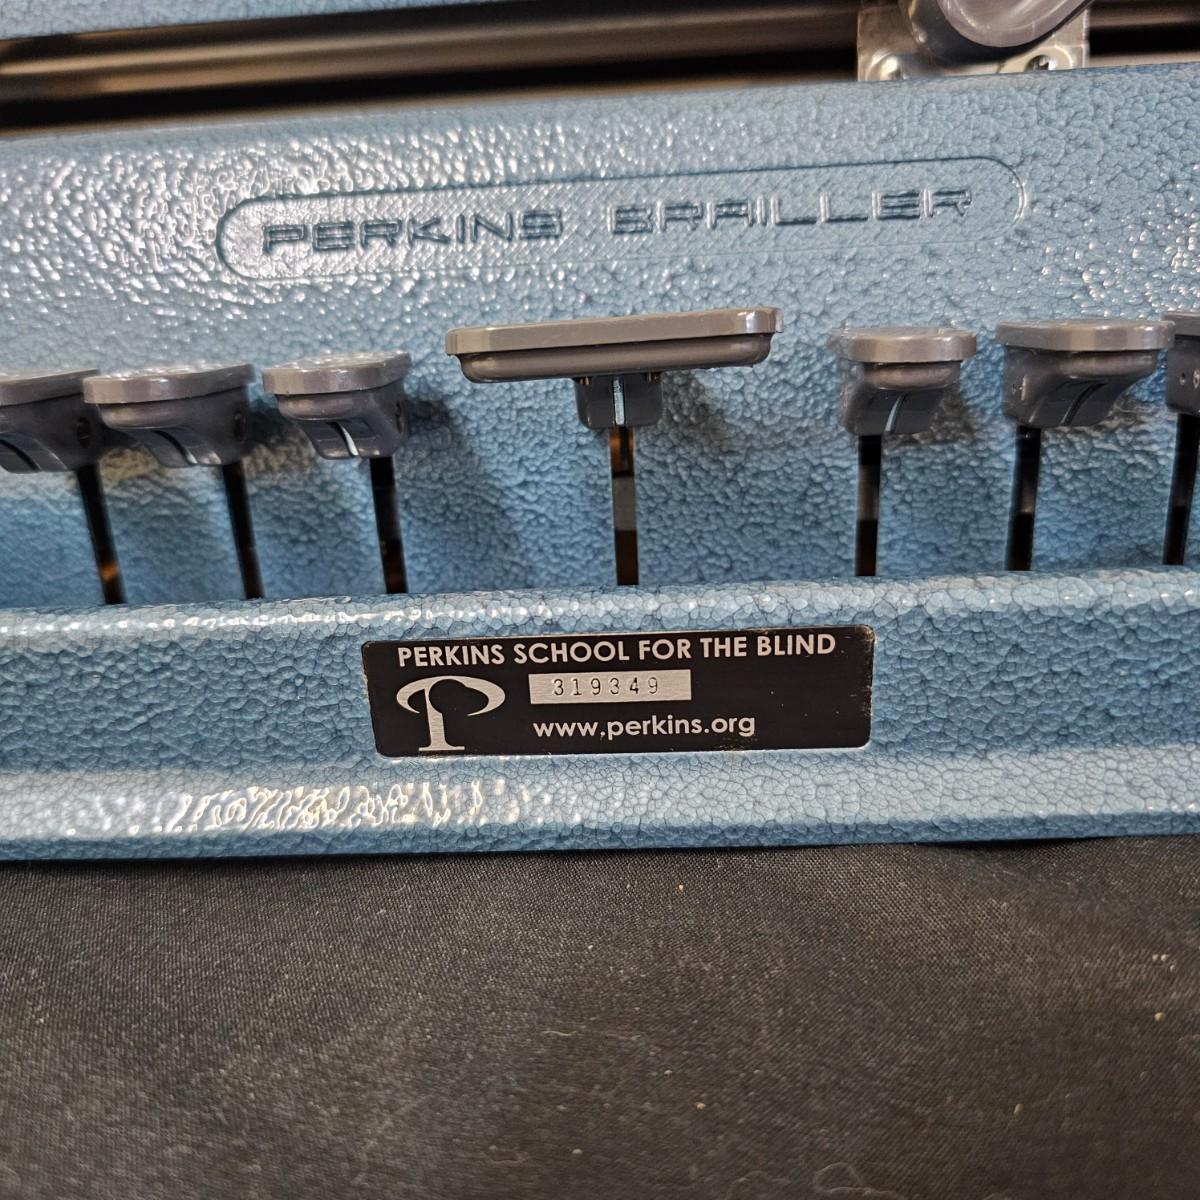 PERKINS BRAILLER
PERKINS SCHOOL FOR THE BLIND
319349
www.perkins.org